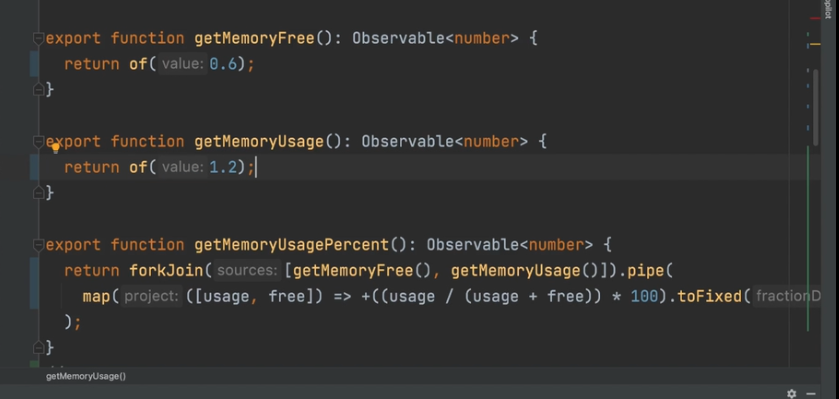 opilot
export function getMemoryFree(): Observable<number> {
return of( value: 0.6);
}
export function getMemoryUsage(): Observable<number> {
return of( value: 1.2);
}
export function getMemoryUsagePercent(): Observable<number> {
return forkJoin( sources: [getMemoryFree(), getMemoryUsage()]).pipe(
map( project: ([usage, free]) => +((usage / (usage + free)) * 100).toFixed( fractionD
);
}
getMemoryUsage()